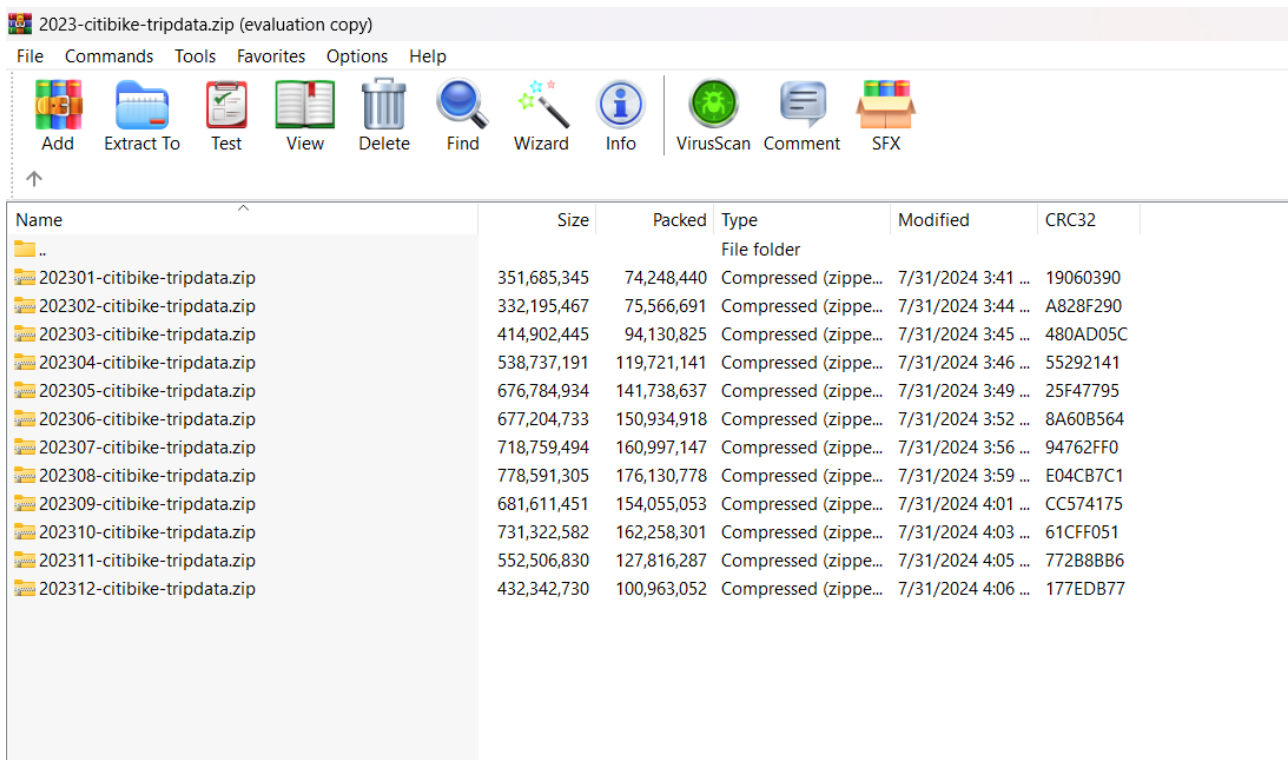 2023-citibike-tripdata.zip (evaluation copy)
File Commands Tools Favorites Options Help
Add Extract To Test View Delete Find Wizard Info VirusScan Comment SFX
Name Size Packed Type Modified CRC32
.. File folder
202301-citibike-tripdata.zip 351,685,345 74,248,440 Compressed (zippe... 7/31/2024 3:41 ... 19060390
202302-citibike-tripdata.zip 332,195,467 75,566,691 Compressed (zippe... 7/31/2024 3:44 ... A828F290
202303-citibike-tripdata.zip 414,902,445 94,130,825 Compressed (zippe... 7/31/2024 3:45 ... 480AD05C
202304-citibike-tripdata.zip 538,737,191 119,721,141 Compressed (zippe... 7/31/2024 3:46 ... 55292141
202305-citibike-tripdata.zip 676,784,934 141,738,637 Compressed (zippe... 7/31/2024 3:49 ... 25F47795
202306-citibike-tripdata.zip 677,204,733 150,934,918 Compressed (zippe... 7/31/2024 3:52 ... 8A60B564
202307-citibike-tripdata.zip 718,759,494 160,997,147 Compressed (zippe... 7/31/2024 3:56 ... 94762FF0
202308-citibike-tripdata.zip 778,591,305 176,130,778 Compressed (zippe... 7/31/2024 3:59 ... E04CB7C1
202309-citibike-tripdata.zip 681,611,451 154,055,053 Compressed (zippe... 7/31/2024 4:01 ... CC574175
202310-citibike-tripdata.zip 731,322,582 162,258,301 Compressed (zippe... 7/31/2024 4:03 ... 61CFF051
202311-citibike-tripdata.zip 552,506,830 127,816,287 Compressed (zippe... 7/31/2024 4:05 ... 772B8BB6
202312-citibike-tripdata.zip 432,342,730 100,963,052 Compressed (zippe... 7/31/2024 4:06 ... 177EDB77